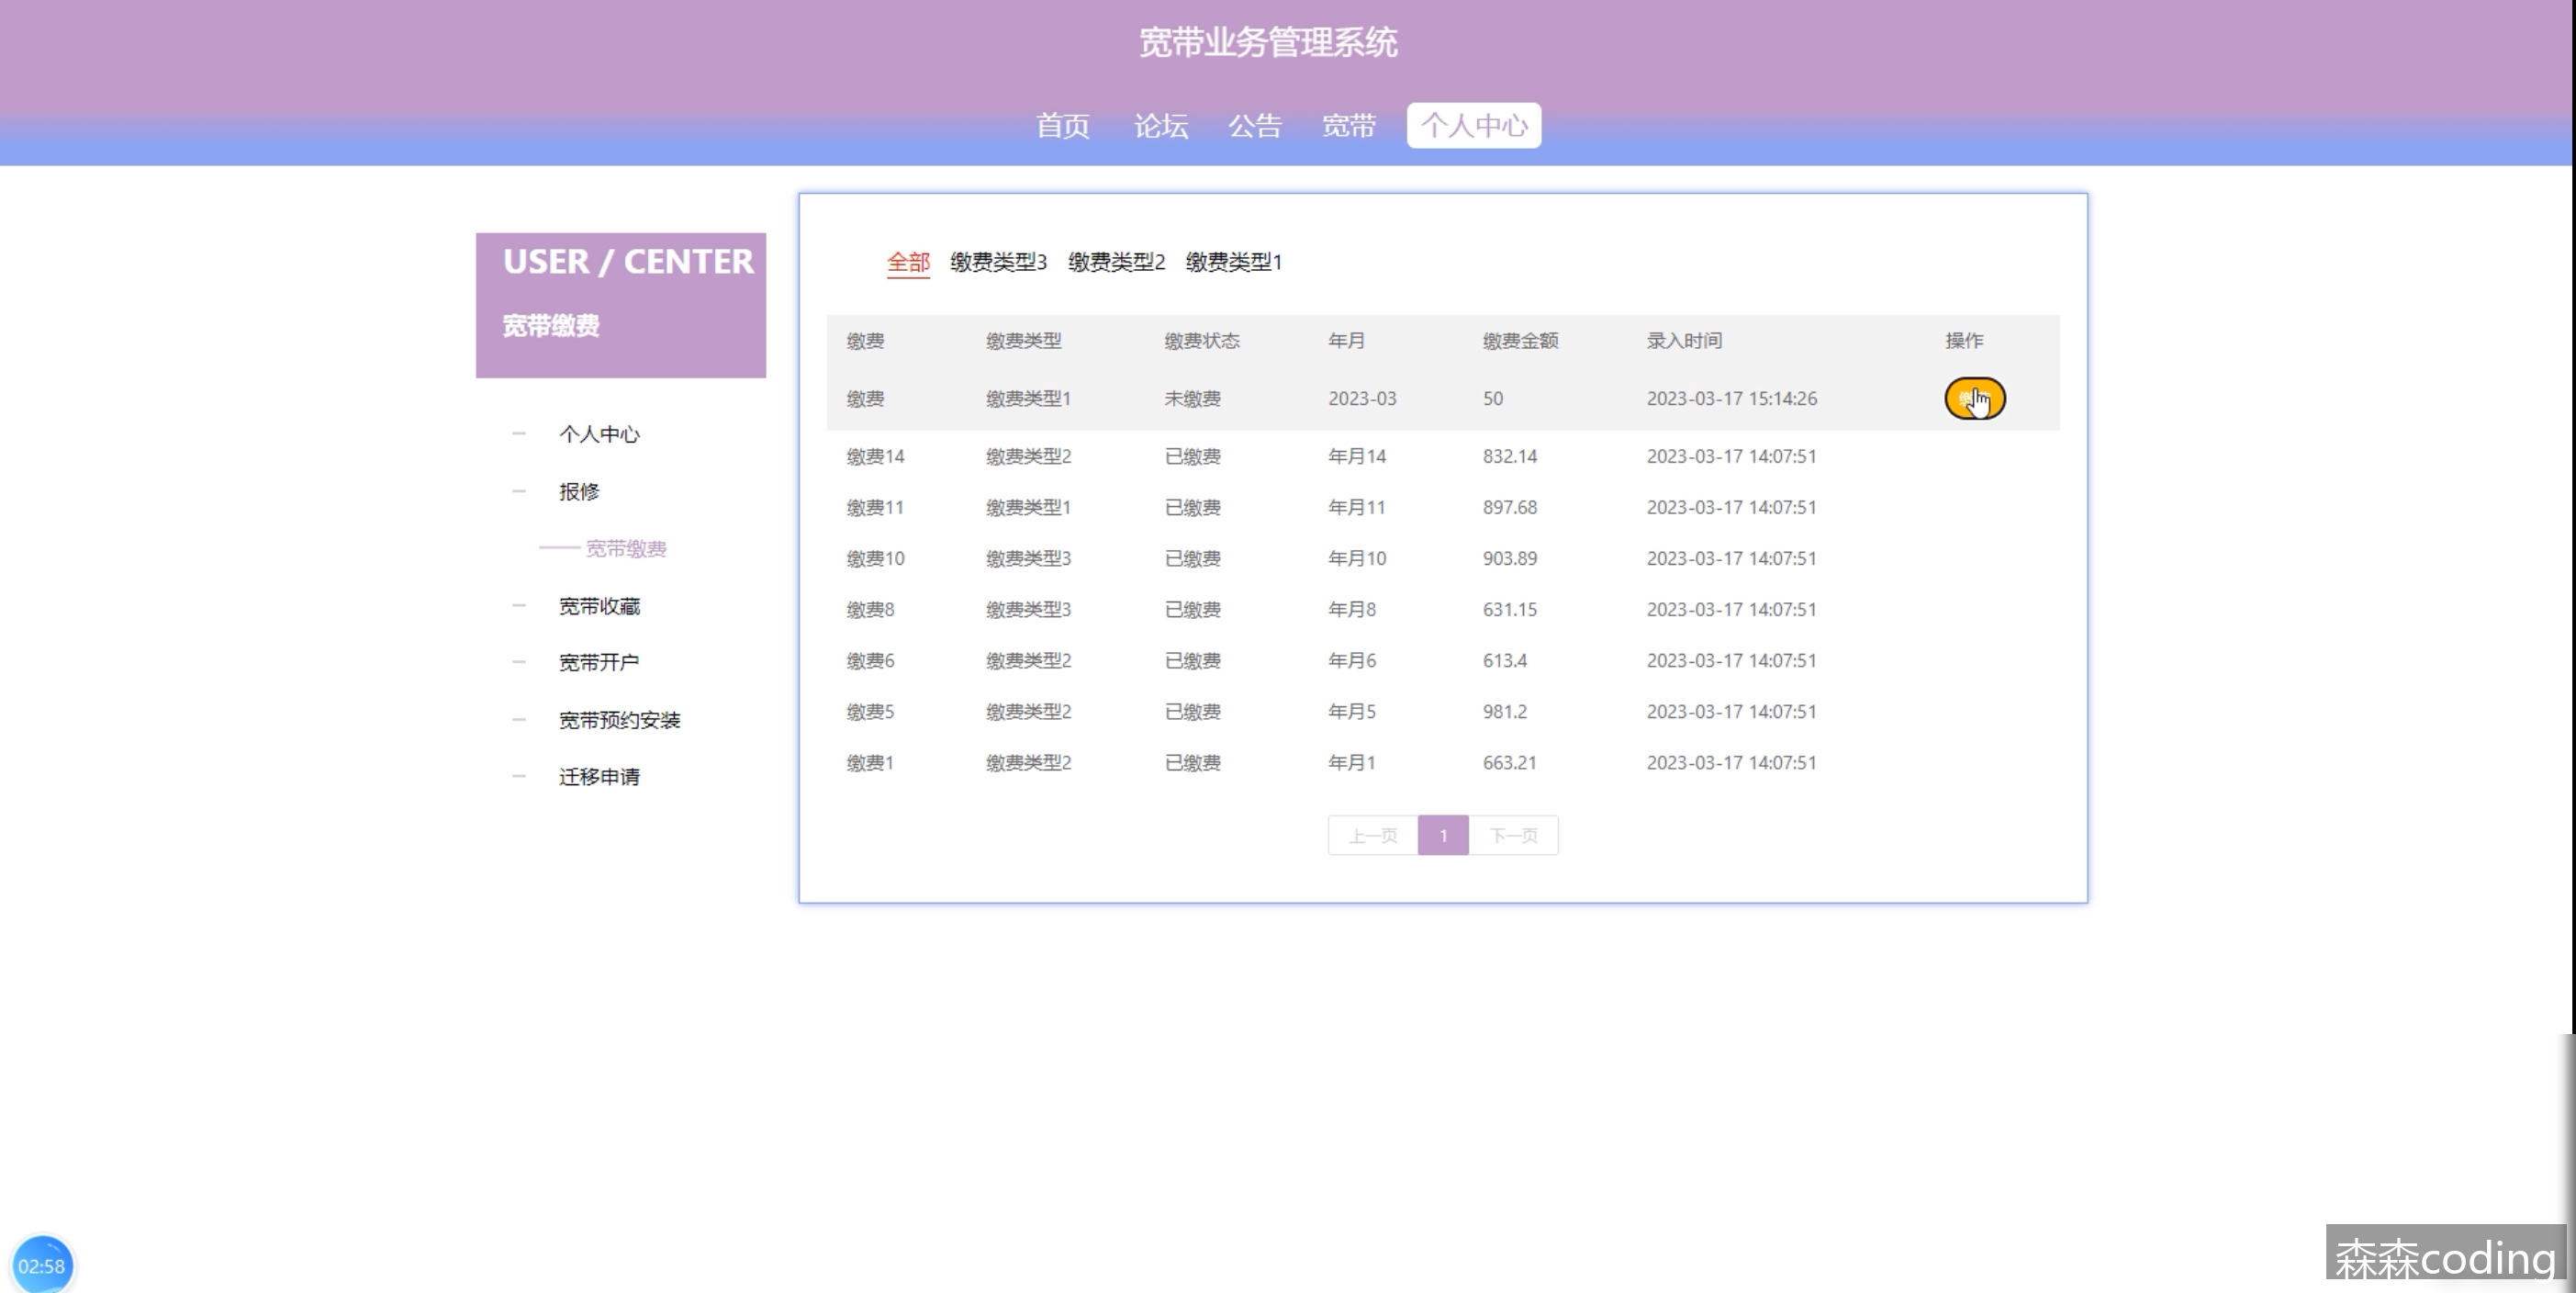 宽带业务管理系统
首页 论坛 公告 宽带 个人中心
USER / CENTER
宽带缴费
个人中心
报修
宽带缴费
宽带收藏
宽带开户
宽带预约安装
迁移申请
全部 缴费类型3 缴费类型2 缴费类型1
缴费 缴费类型 缴费状态 年月 缴费金额 录入时间 操作
缴费 缴费类型1 未缴费 2023-03 50 2023-03-17 15:14:26
缴费14 缴费类型2 已缴费 年月14 832.14 2023-03-17 14:07:51
缴费11 缴费类型1 已缴费 年月11 897.68 2023-03-17 14:07:51
缴费10 缴费类型3 已缴费 年月10 903.89 2023-03-17 14:07:51
缴费8 缴费类型3 已缴费 年月8 631.15 2023-03-17 14:07:51
缴费6 缴费类型2 已缴费 年月6 613.4 2023-03-17 14:07:51
缴费5 缴费类型2 已缴费 年月5 981.2 2023-03-17 14:07:51
缴费1 缴费类型2 已缴费 年月1 663.21 2023-03-17 14:07:51
上一页 1 下一页
02:58
森森coding